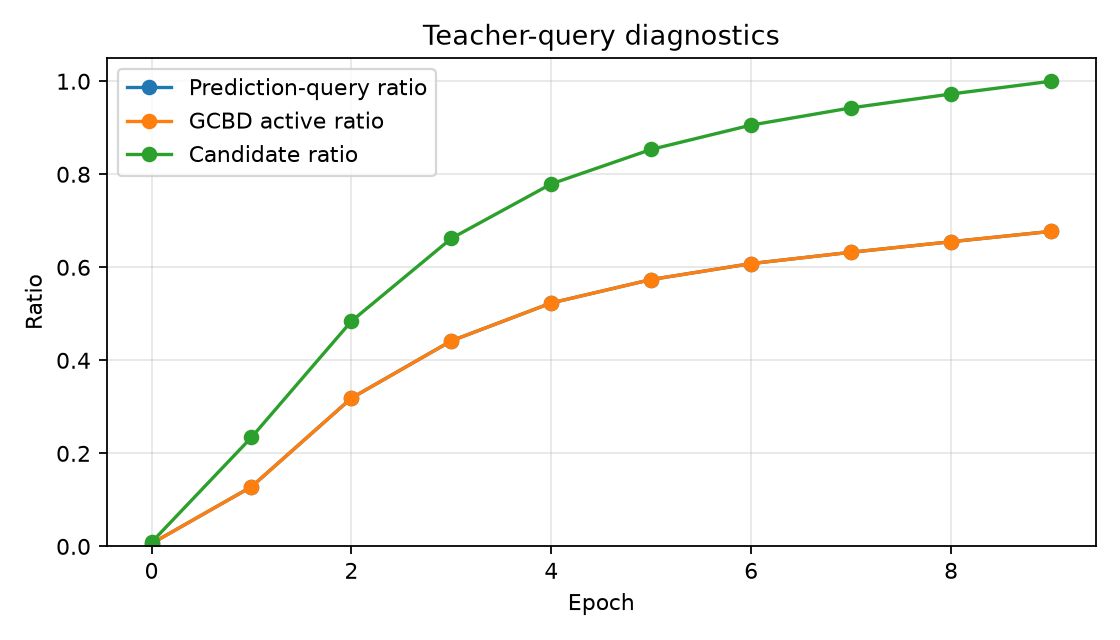 Teacher-query diagnostics
Prediction-query ratio
GCBD active ratio
Candidate ratio
1.0
0.8
0.6
0.4
0.2
0.0
Ratio
0 2 4 6 8
Epoch